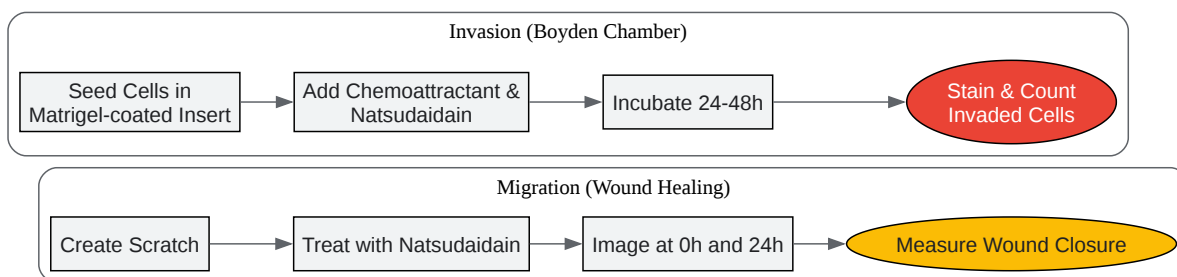 Invasion (Boyden Chamber)
Seed Cells in
Matrigel-coated Insert
Add Chemoattractant &
Natsudaidain
Incubate 24-48h
Stain & Count
Invaded Cells
Migration (Wound Healing)
Create Scratch
Treat with Natsudaidain
Image at 0h and 24h
Measure Wound Closure